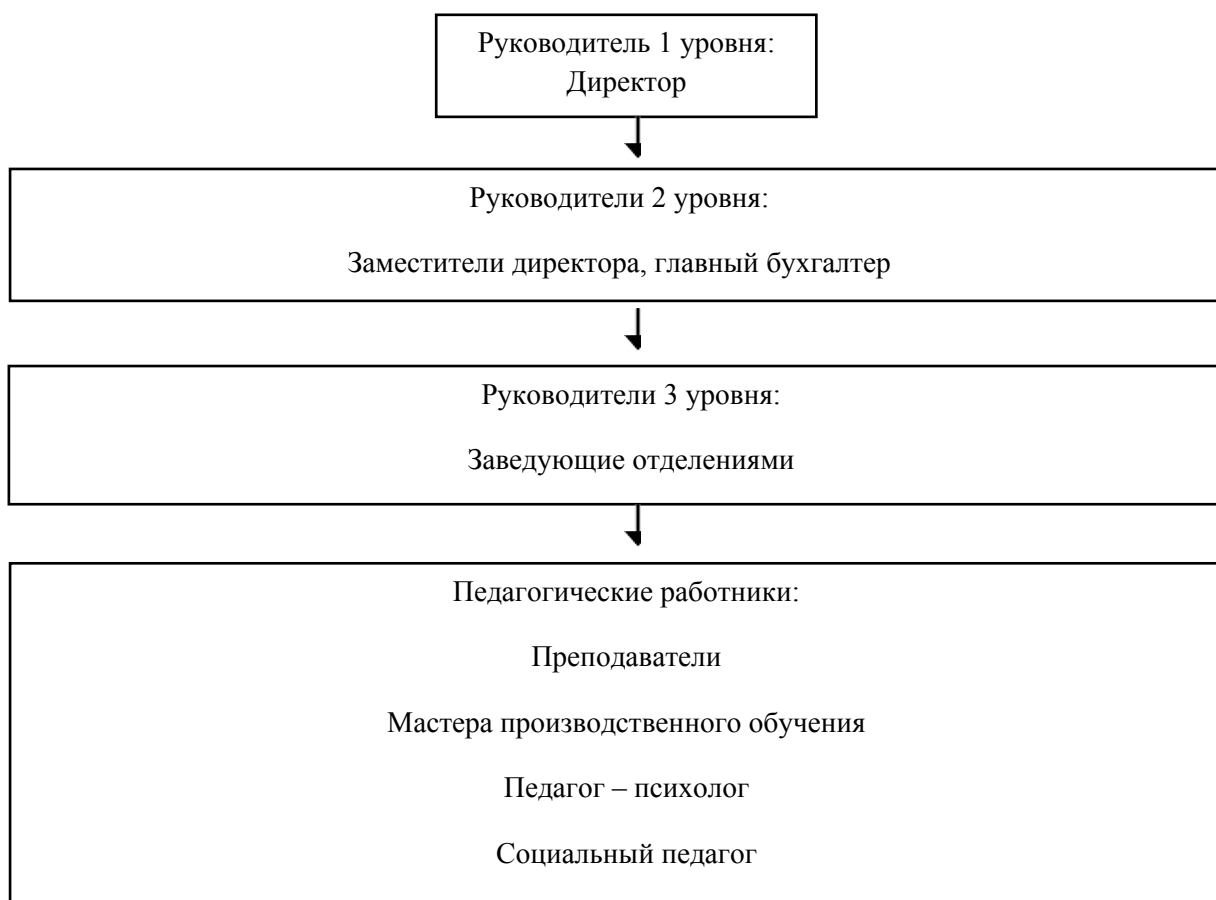 Руководитель 1 уровня:
Директор
Руководители 2 уровня:
Заместители директора, главный бухгалтер
Руководители 3 уровня:
Заведующие отделениями
Педагогические работники:
Преподаватели
Мастера производственного обучения
Педагог – психолог
Социальный педагог